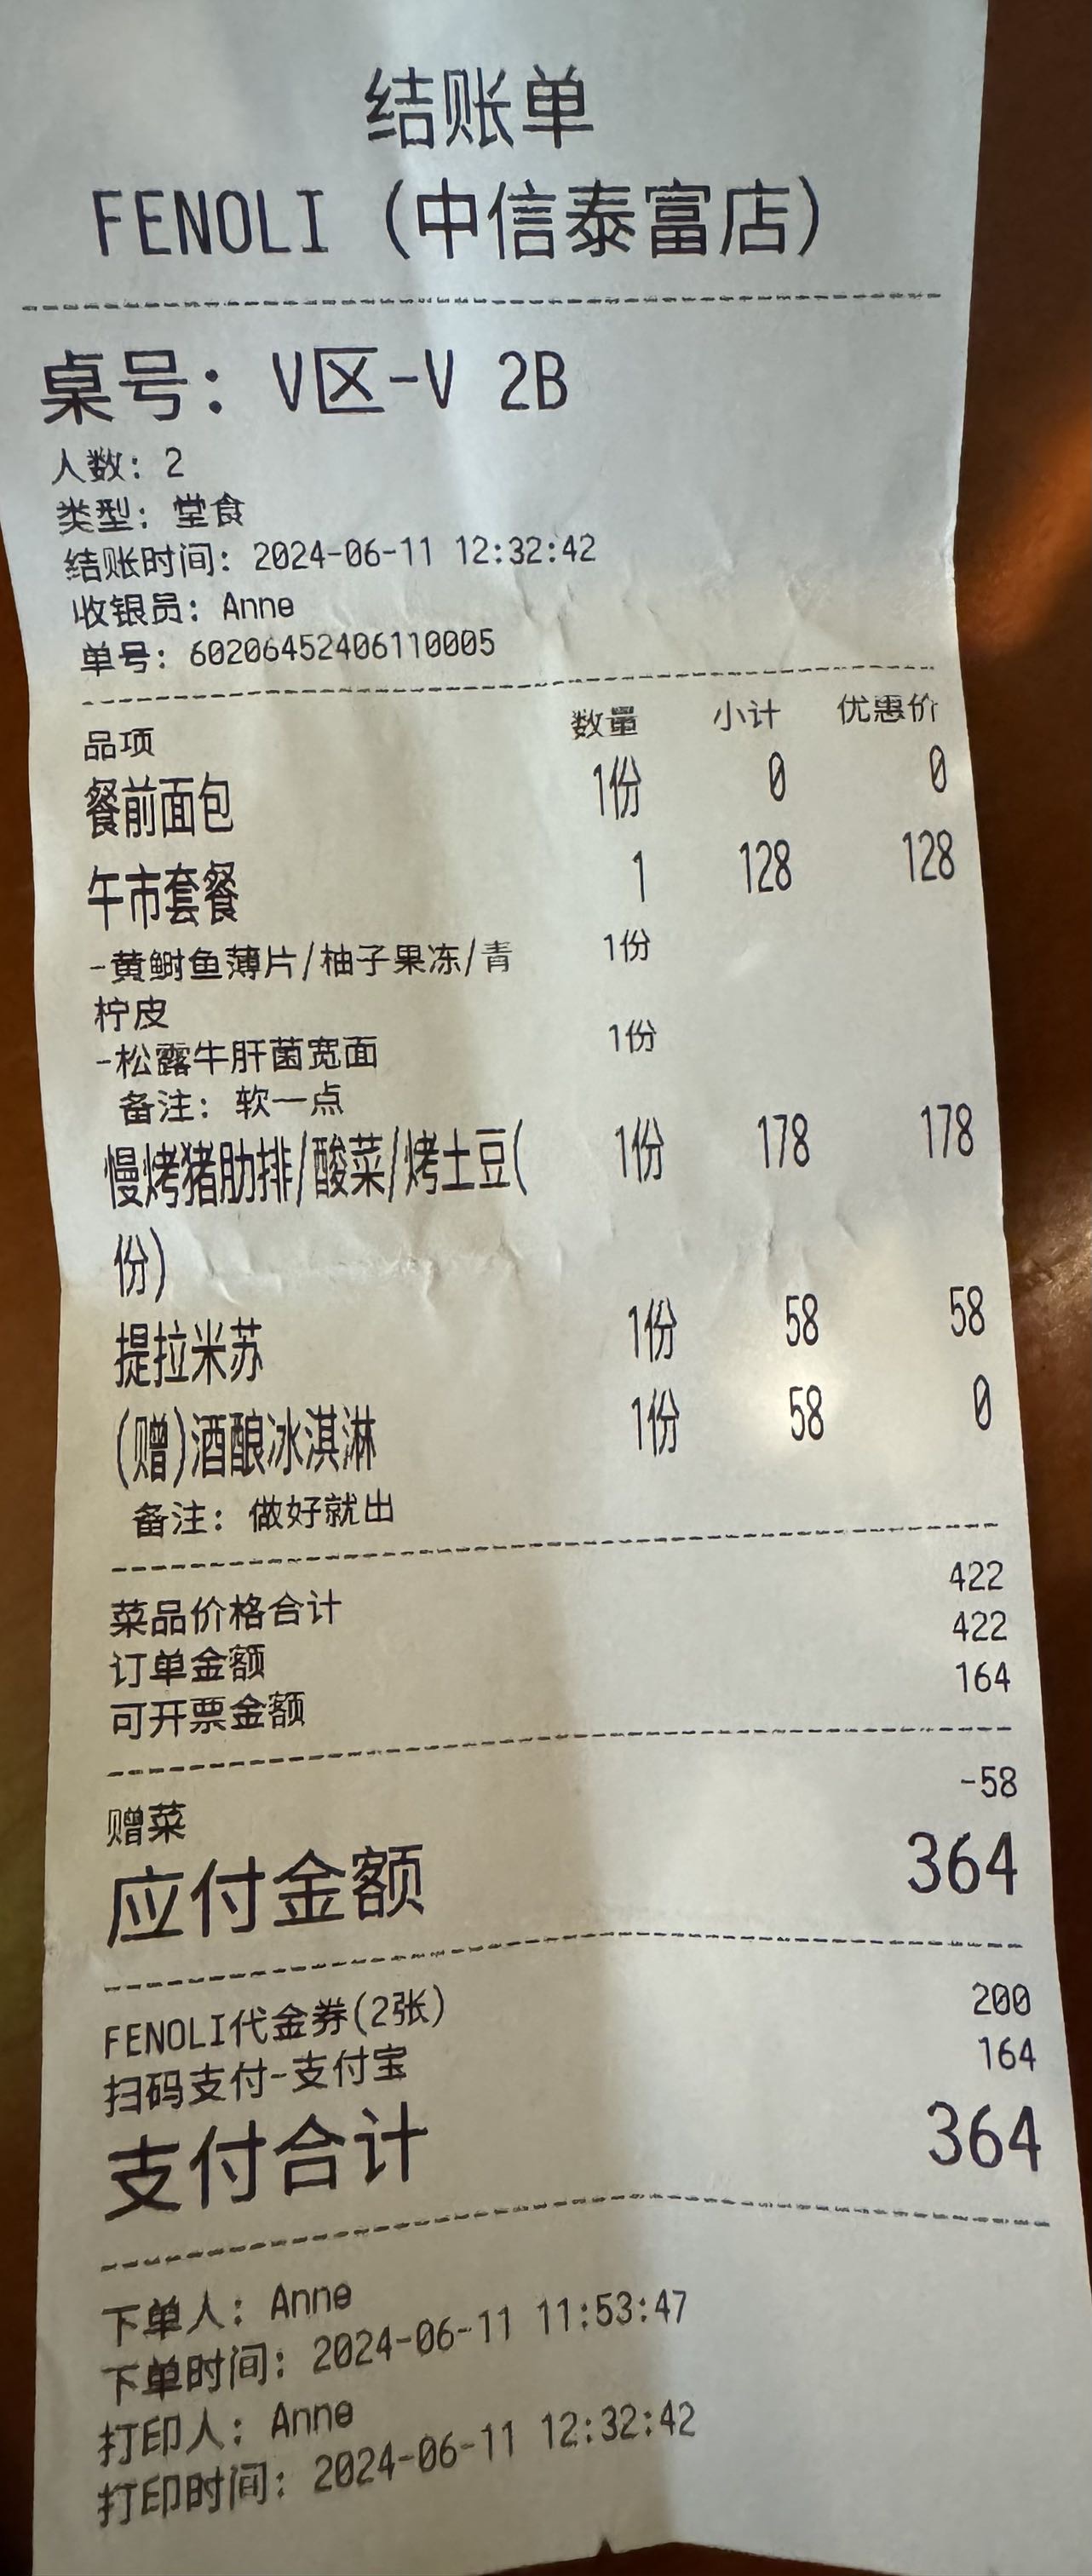 结账单
FENOLI (中信泰富店)
桌号: V区-V 2B
人数: 2
类型: 堂食
结账时间: 2024-06-11 12:32:42
收银员: Anne
单号: 60206452406110005
品项 数量 小计 优惠价
餐前面包 1份 0 0
午市套餐 1 128 128
-黄鲥鱼薄片/柚子果冻/青 1份
柠皮
-松露牛肝菌宽面 1份
备注: 软一点
慢烤猪肋排/酸菜/烤土豆( 1份 178 178
份)
提拉米苏 1份 58 58
(赠)酒酿冰淇淋 1份 58 0
备注: 做好就出
菜品价格合计 422
订单金额 422
可开票金额 164
赠菜 -58
应付金额 364
FENOLI代金券(2张) 200
扫码支付-支付宝 164
支付合计 364
下单人: Anne
下单时间: 2024-06-11 11:53:47
打印人: Anne
打印时间: 2024-06-11 12:32:42